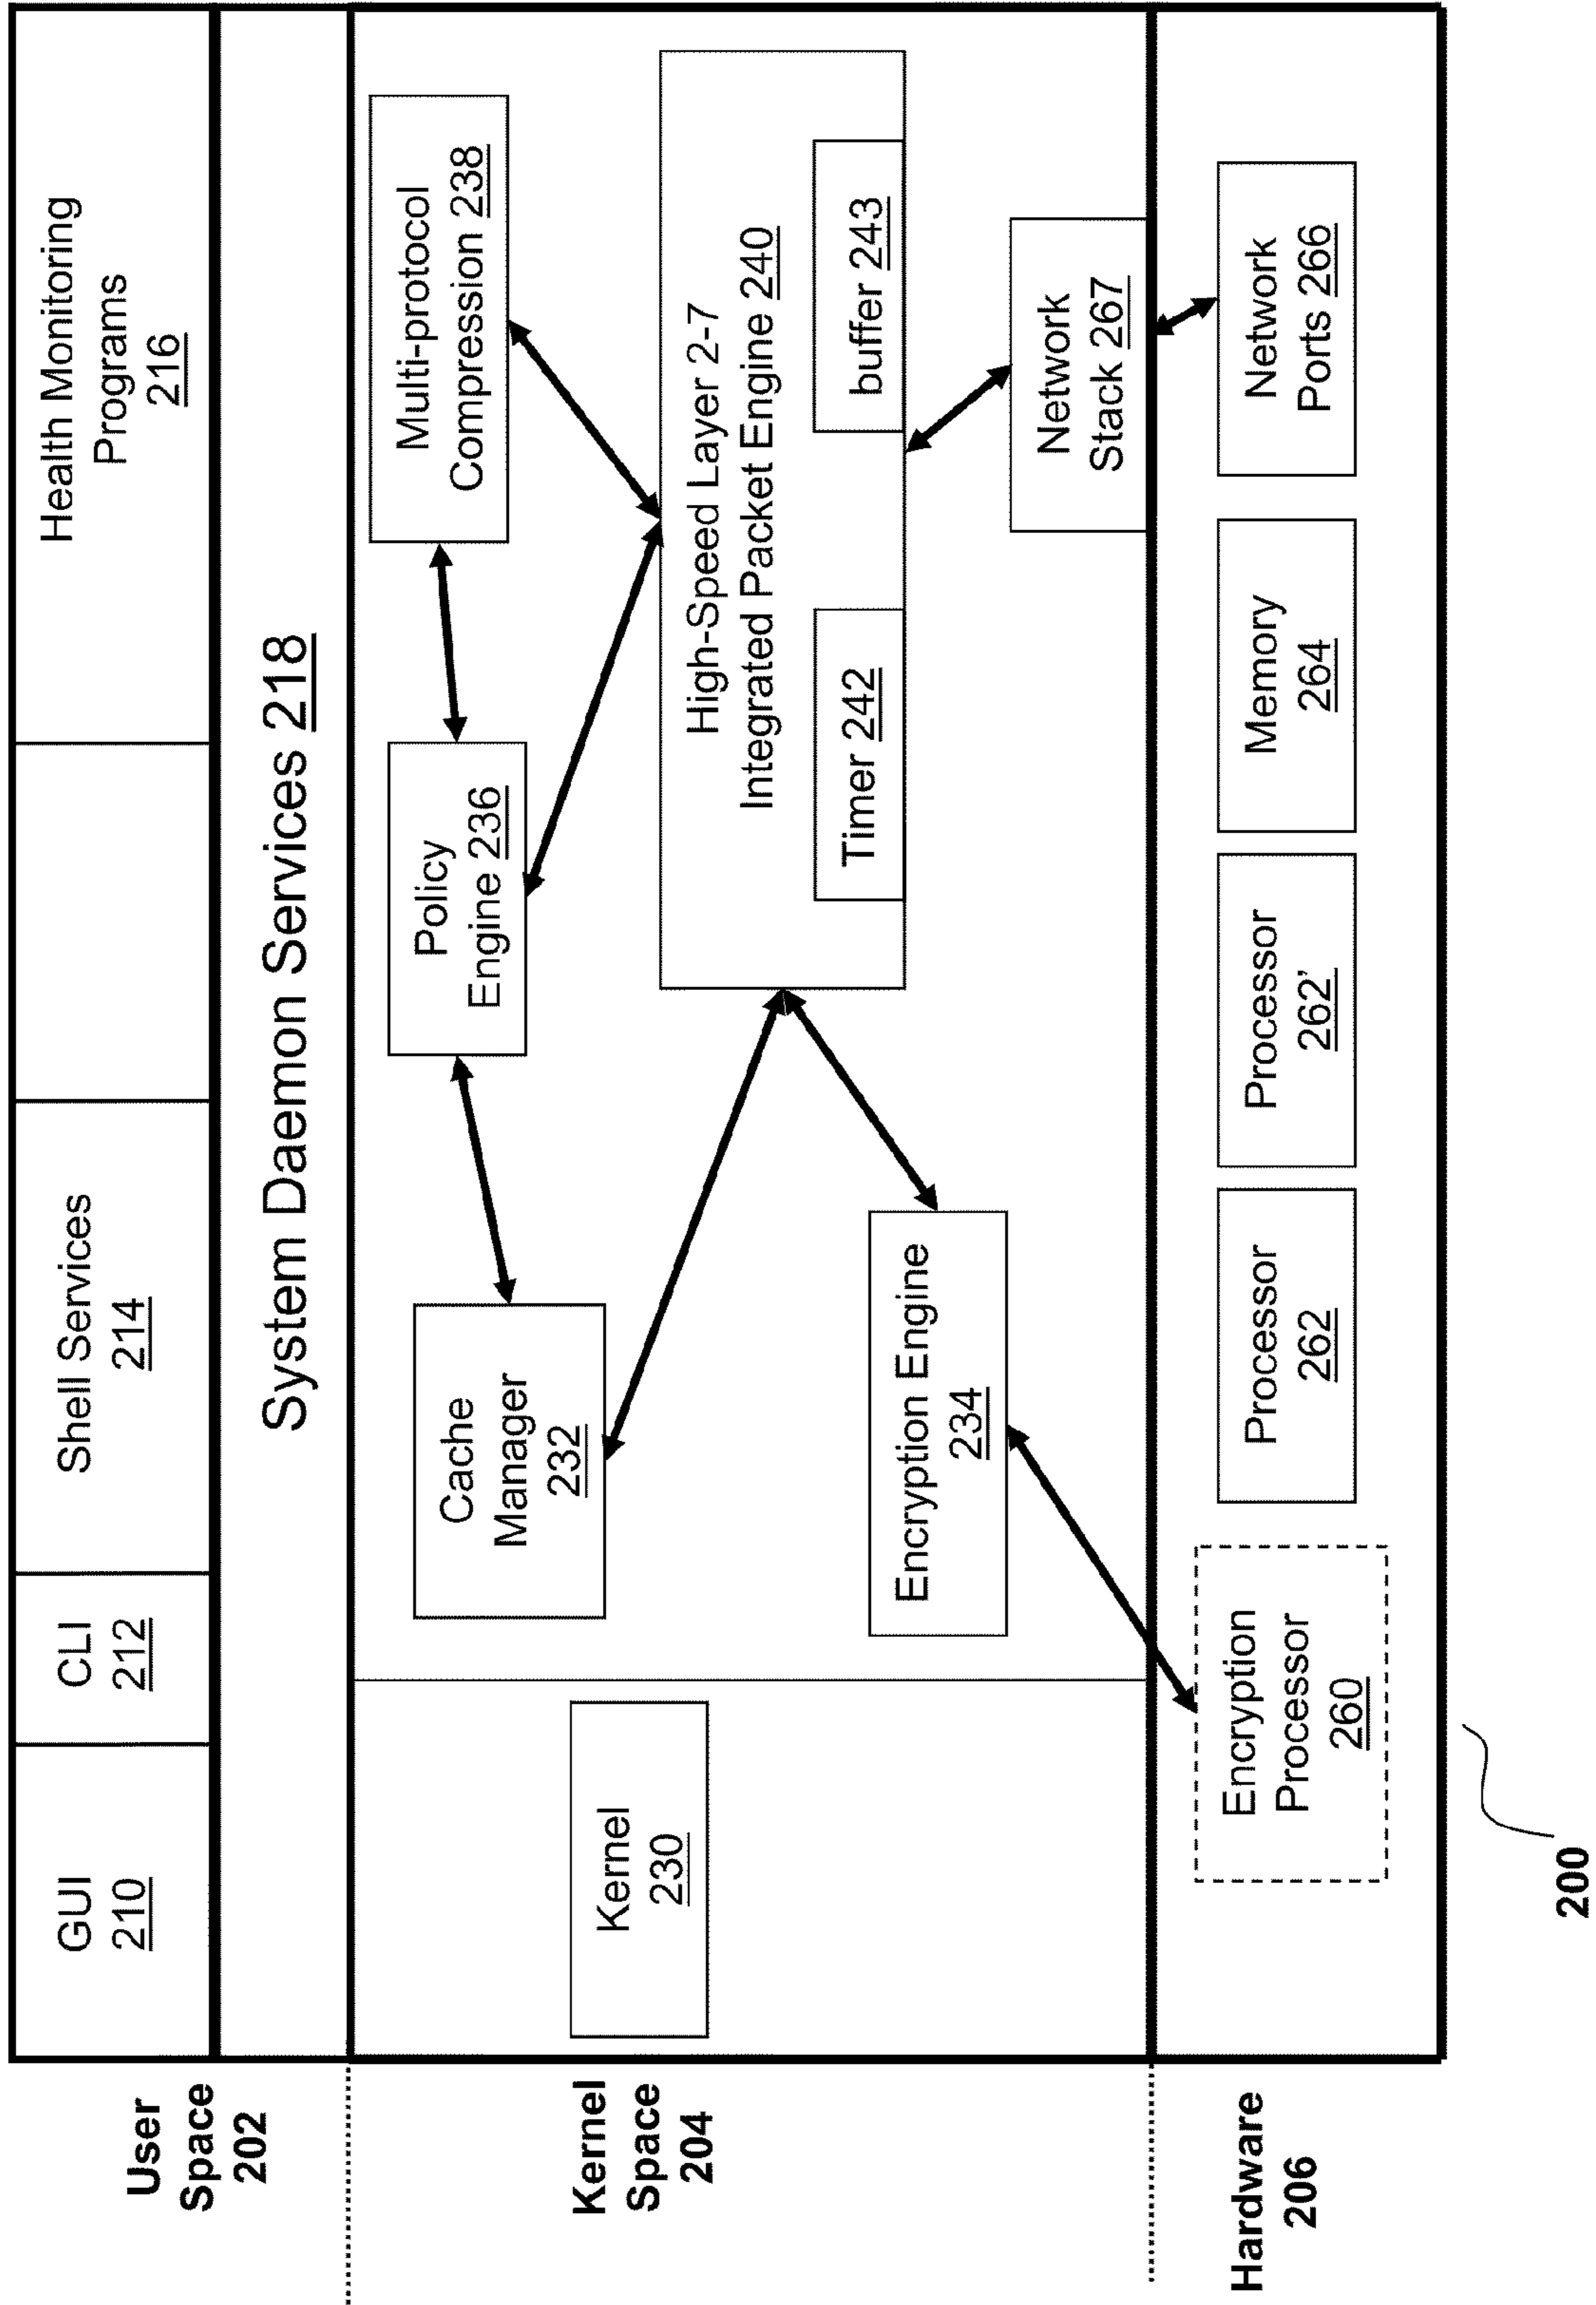 User
Space
202
GUI
210
CLI
212
Shell Services
214
Health Monitoring
Programs
216
System Daemon Services 218
Kernel
Space
204
Kernel
230
Cache
Manager
232
Policy
Engine 236
Multi-protocol
Compression 238
High-Speed Layer 2-7
Integrated Packet Engine 240
Timer 242
buffer 243
Encryption Engine
234
Network
Stack 267
Hardware
206
Encryption
Processor
260
Processor
262
Processor
262’
Memory
264
Network
Ports 266
200